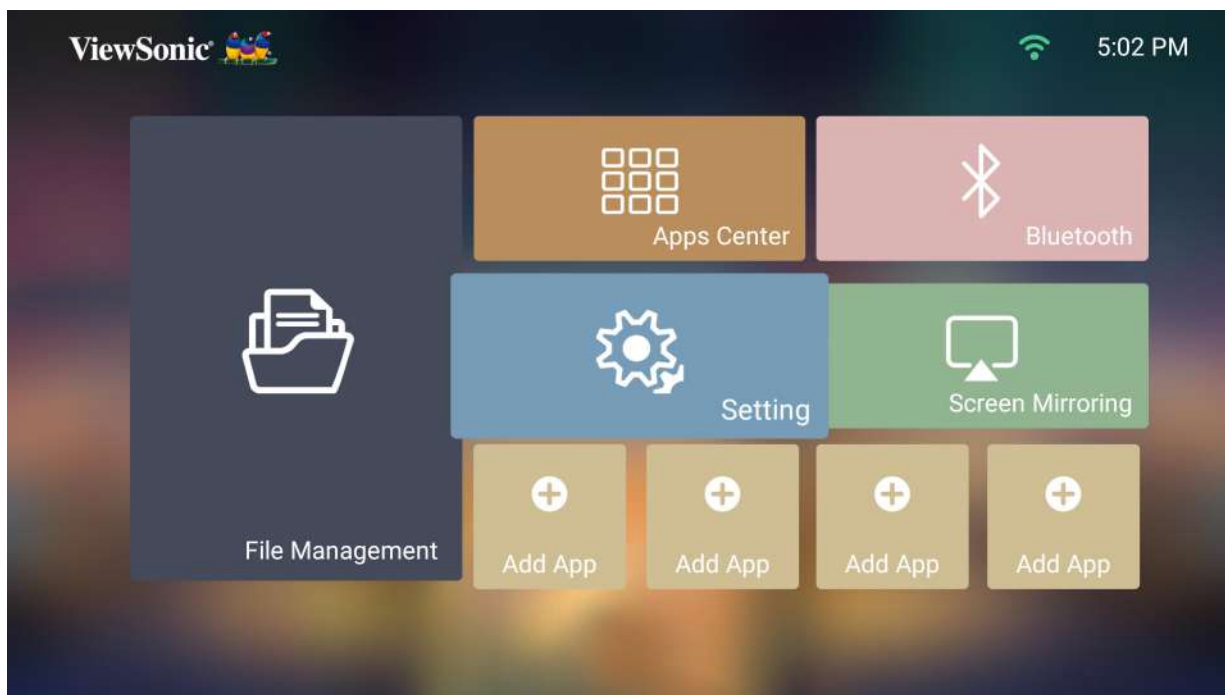 ViewSonic
5:02 PM
Apps Center
Bluetooth
Setting
Screen Mirroring
File Management
Add App
Add App
Add App
Add App